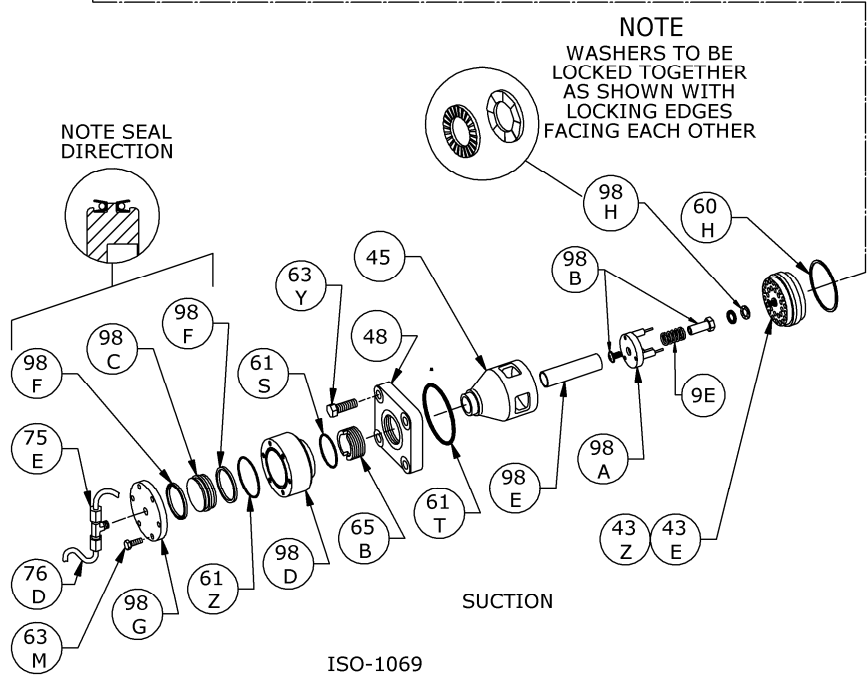 NOTE
WASHERS TO BE
LOCKED TOGETHER
AS SHOWN WITH
LOCKING EDGES
FACING EACH OTHER
NOTE SEAL
DIRECTION
98
H
60
H
45
98
B
63
Y
98
F
48
98
C
61
S
98
F
9E
75
E
98
A
98
E
61
T
43
Z
43
E
65
B
98
D
76
D
61
Z
98
G
SUCTION
63
M
ISO-1069